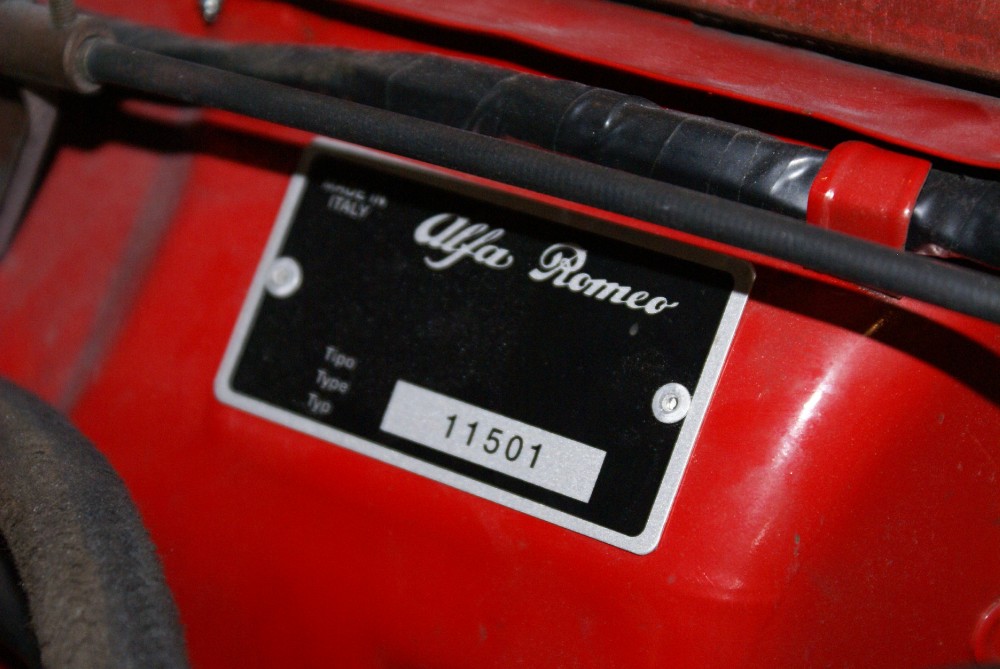 MADE IN
ITALY
Alfa Romeo
Tipo
Type
Typ
11501